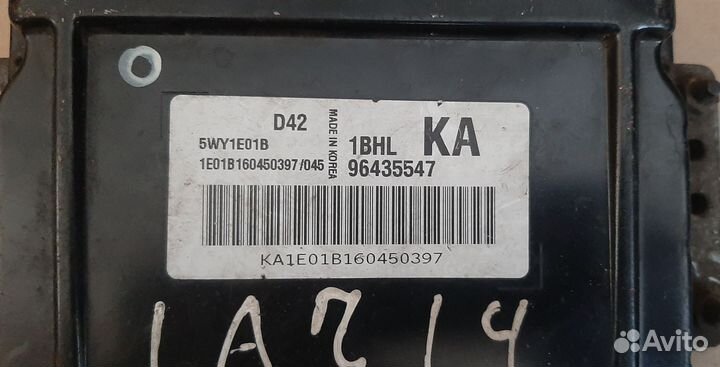 D42
5WY1E01B
1E01B160450397/045
MADE IN KOREA
1BHL KA
96435547
KA1E01B160450397
Avito